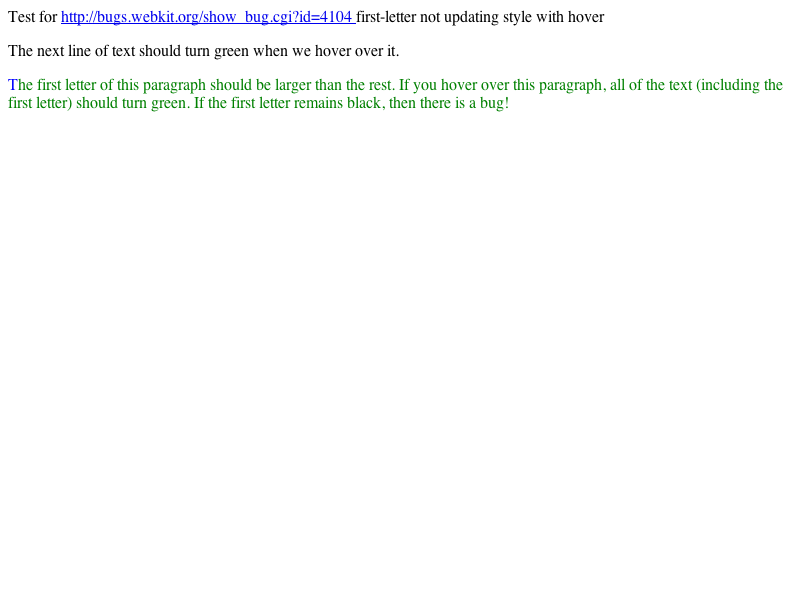 Test for http://bugs.webkit.org/show_bug.cgi?id=4104 first-letter not updating style with hover
The next line of text should turn green when we hover over it.
The first letter of this paragraph should be larger than the rest. If you hover over this paragraph, all of the text (including the
first letter) should turn green. If the first letter remains black, then there is a bug!